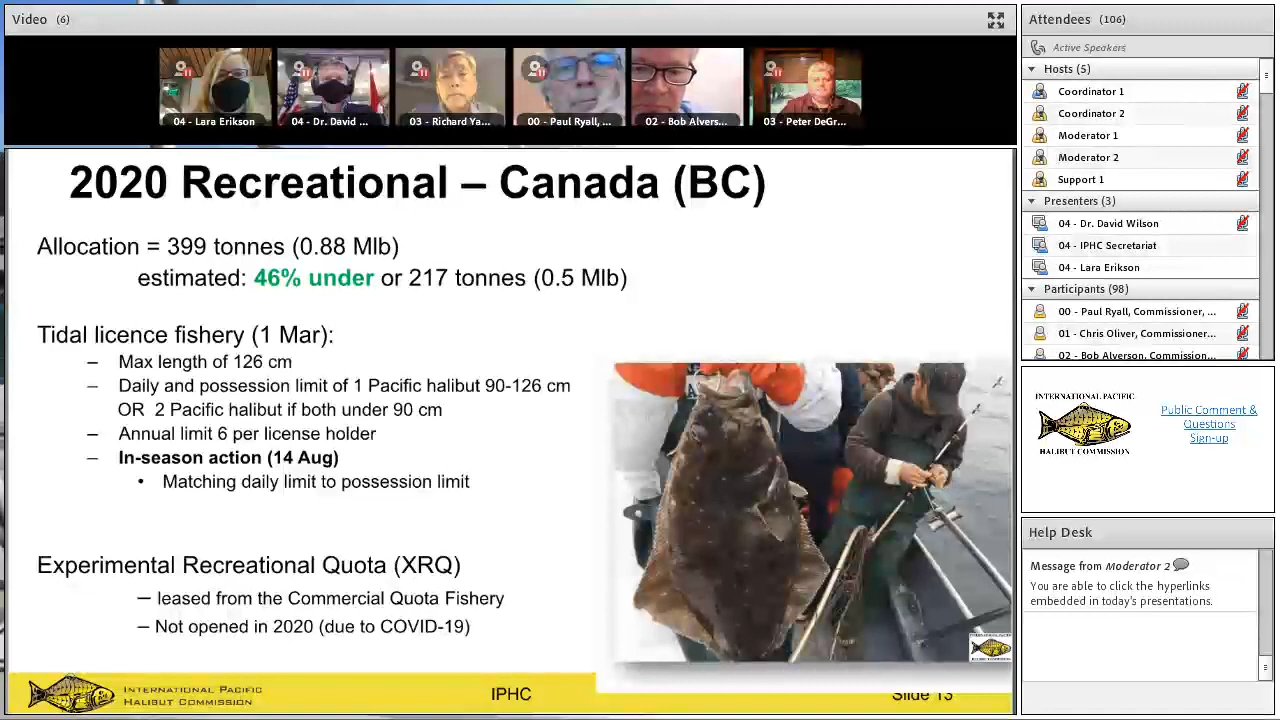 Video (6)
04 - Lara Erikson
04 - Dr. David ...
03 - Richard Ya...
00 - Paul Ryall, ...
02 - Bob Alvers...
03 - Peter DeGr...
2020 Recreational – Canada (BC)
Allocation = 399 tonnes (0.88 Mlb)
estimated: 46% under or 217 tonnes (0.5 Mlb)
Tidal licence fishery (1 Mar):
– Max length of 126 cm
– Daily and possession limit of 1 Pacific halibut 90-126 cm
OR 2 Pacific halibut if both under 90 cm
– Annual limit 6 per license holder
– In-season action (14 Aug)
• Matching daily limit to possession limit
Experimental Recreational Quota (XRQ)
– leased from the Commercial Quota Fishery
– Not opened in 2020 (due to COVID-19)
INTERNATIONAL PACIFIC
HALIBUT COMMISSION
IPHC
Slide 13
Attendees (106)
Active Speakers
Hosts (5)
Coordinator 1
Coordinator 2
Moderator 1
Moderator 2
Support 1
Presenters (3)
04 - Dr. David Wilson
04 - IPHC Secretariat
04 - Lara Erikson
Participants (98)
00 - Paul Ryall, Commissioner, ...
01 - Chris Oliver, Commissioner...
02 - Bob Alverson, Commission...
INTERNATIONAL PACIFIC
HALIBUT COMMISSION
Public Comment &
Questions
Sign-up
Help Desk
Message from Moderator 2
You are able to click the hyperlinks
embedded in today's presentations.